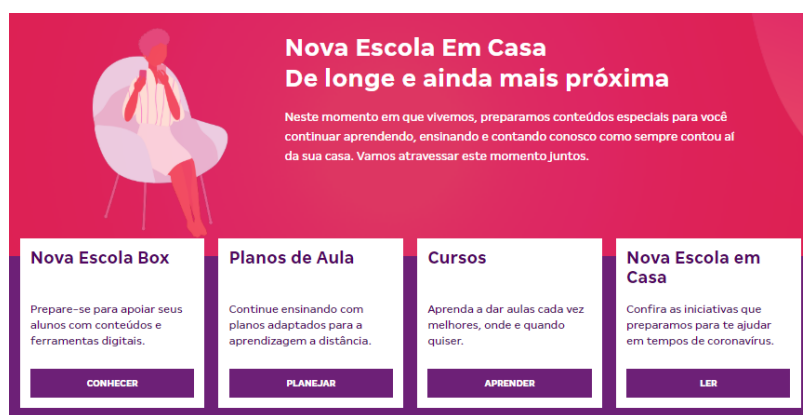 Nova Escola Em Casa
De longe e ainda mais próxima
Neste momento em que vivemos, preparamos conteúdos especiais para você
continuar aprendendo, ensinando e contando conosco como sempre contou aí
da sua casa. Vamos atravessar este momento juntos.
Nova Escola Box
Prepare-se para apoiar seus
alunos com conteúdos e
ferramentas digitais.
CONHECER
Planos de Aula
Continue ensinando com
planos adaptados para a
aprendizagem a distância.
PLANEJAR
Cursos
Aprenda a dar aulas cada vez
melhores, onde e quando
quiser.
APRENDER
Nova Escola em
Casa
Confira as iniciativas que
preparamos para te ajudar
em tempos de coronavírus.
LER